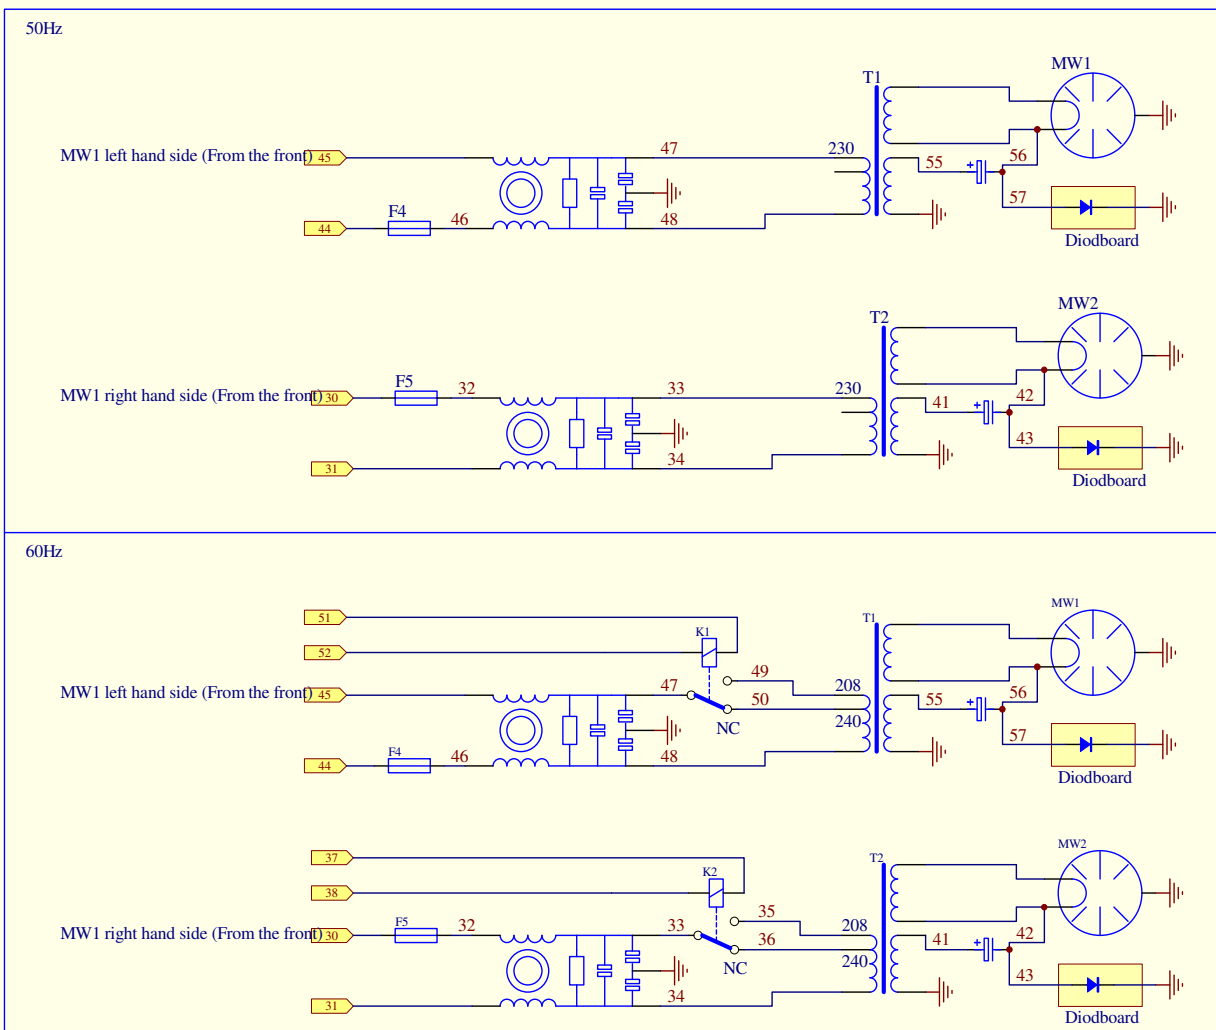 50Hz
MW1
T1
MW1 left hand side (From the front) 45 47 230 55 + 56
57
F4
44 46 48
Diodboard
MW2
T2
F5
MW1 right hand side (From the front) 30 32 33 230 41 + 42
43
31 34
Diodboard
60Hz
51 T1 MW1
52 K1
49
MW1 left hand side (From the front) 45 47 50 208 55 + 56
NC 240
57
F4
44 46 48
Diodboard
37 T2 MW2
38 K2
35
F5
MW1 right hand side (From the front) 30 32 33 36 208 41 + 42
NC 240
43
31 34
Diodboard